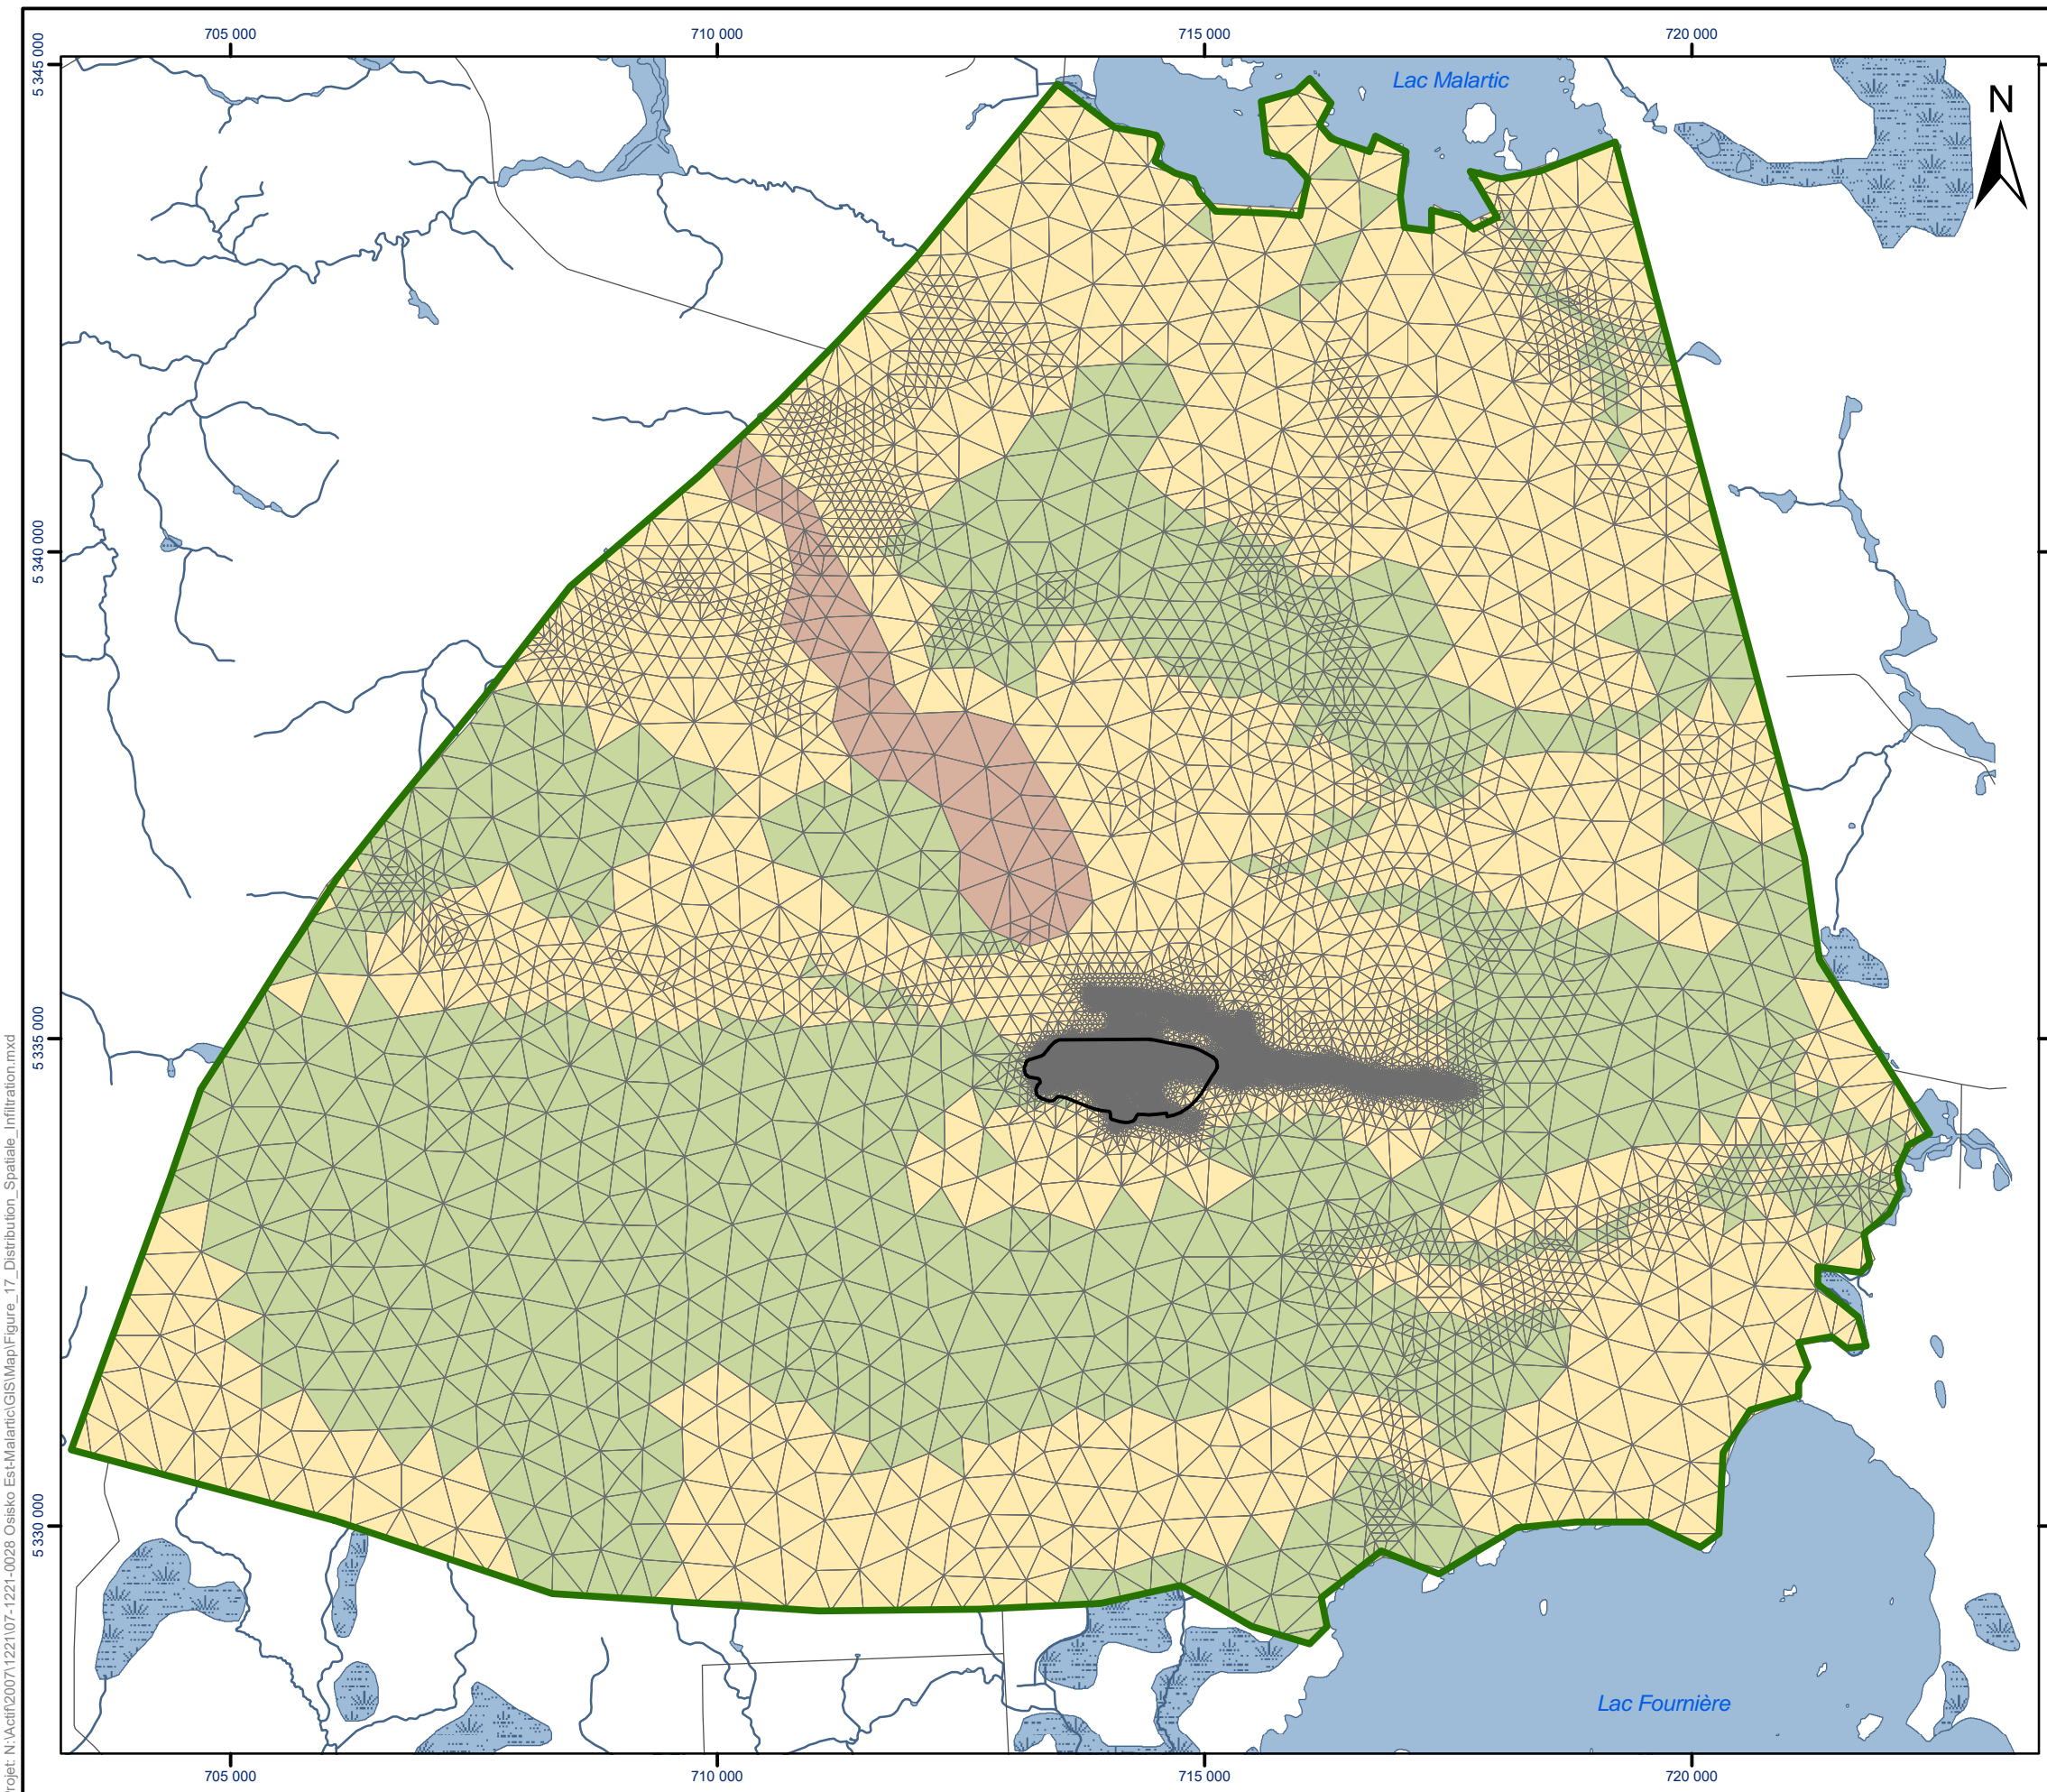 705 000
710 000
715 000
720 000
5 345 000
Lac Malartic
N
5 340 000
5 335 000
5 330 000
Lac Fournière
rojet: N:\Actif\2007\1221\07-1221-0028 Osisko Est-Malartic\GIS\Map\Figure_17_Distribution_Spatiale_Infiltration.mxd
705 000
710 000
715 000
720 000